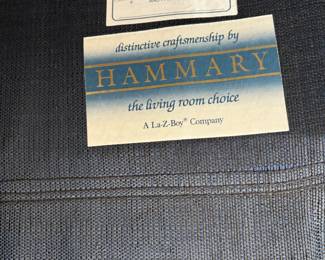 distinctive craftsmenship by
HAMMARY
the living room choice
A La-Z-Boy® Company